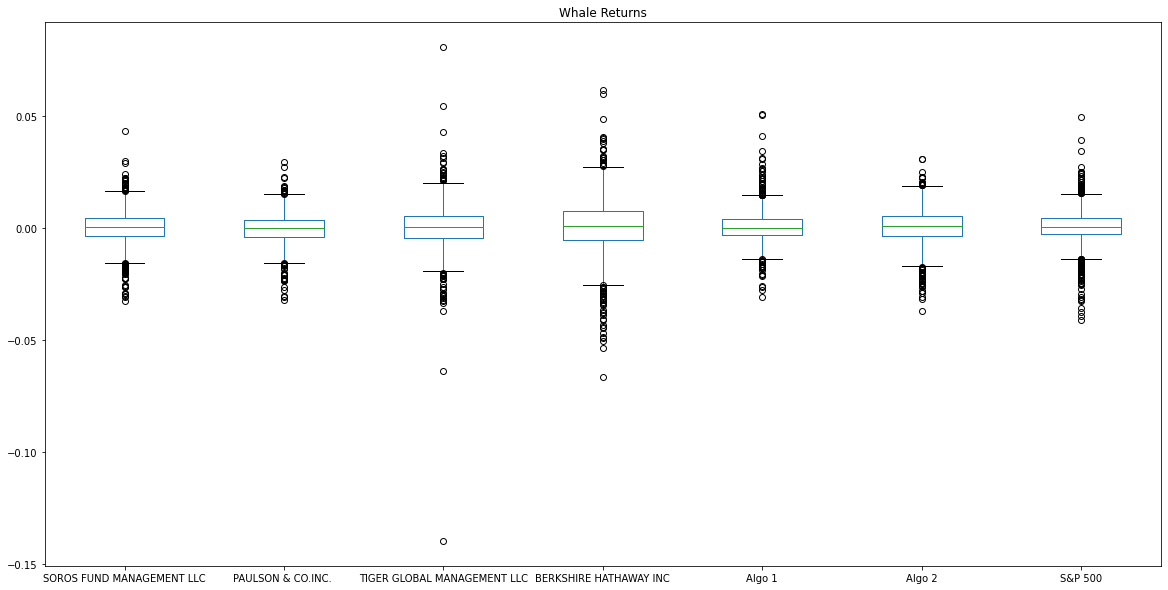 Whale Returns
0.05
0.00
−0.05
−0.10
−0.15
SOROS FUND MANAGEMENT LLC PAULSON & CO.INC. TIGER GLOBAL MANAGEMENT LLC BERKSHIRE HATHAWAY INC Algo 1 Algo 2 S&P 500